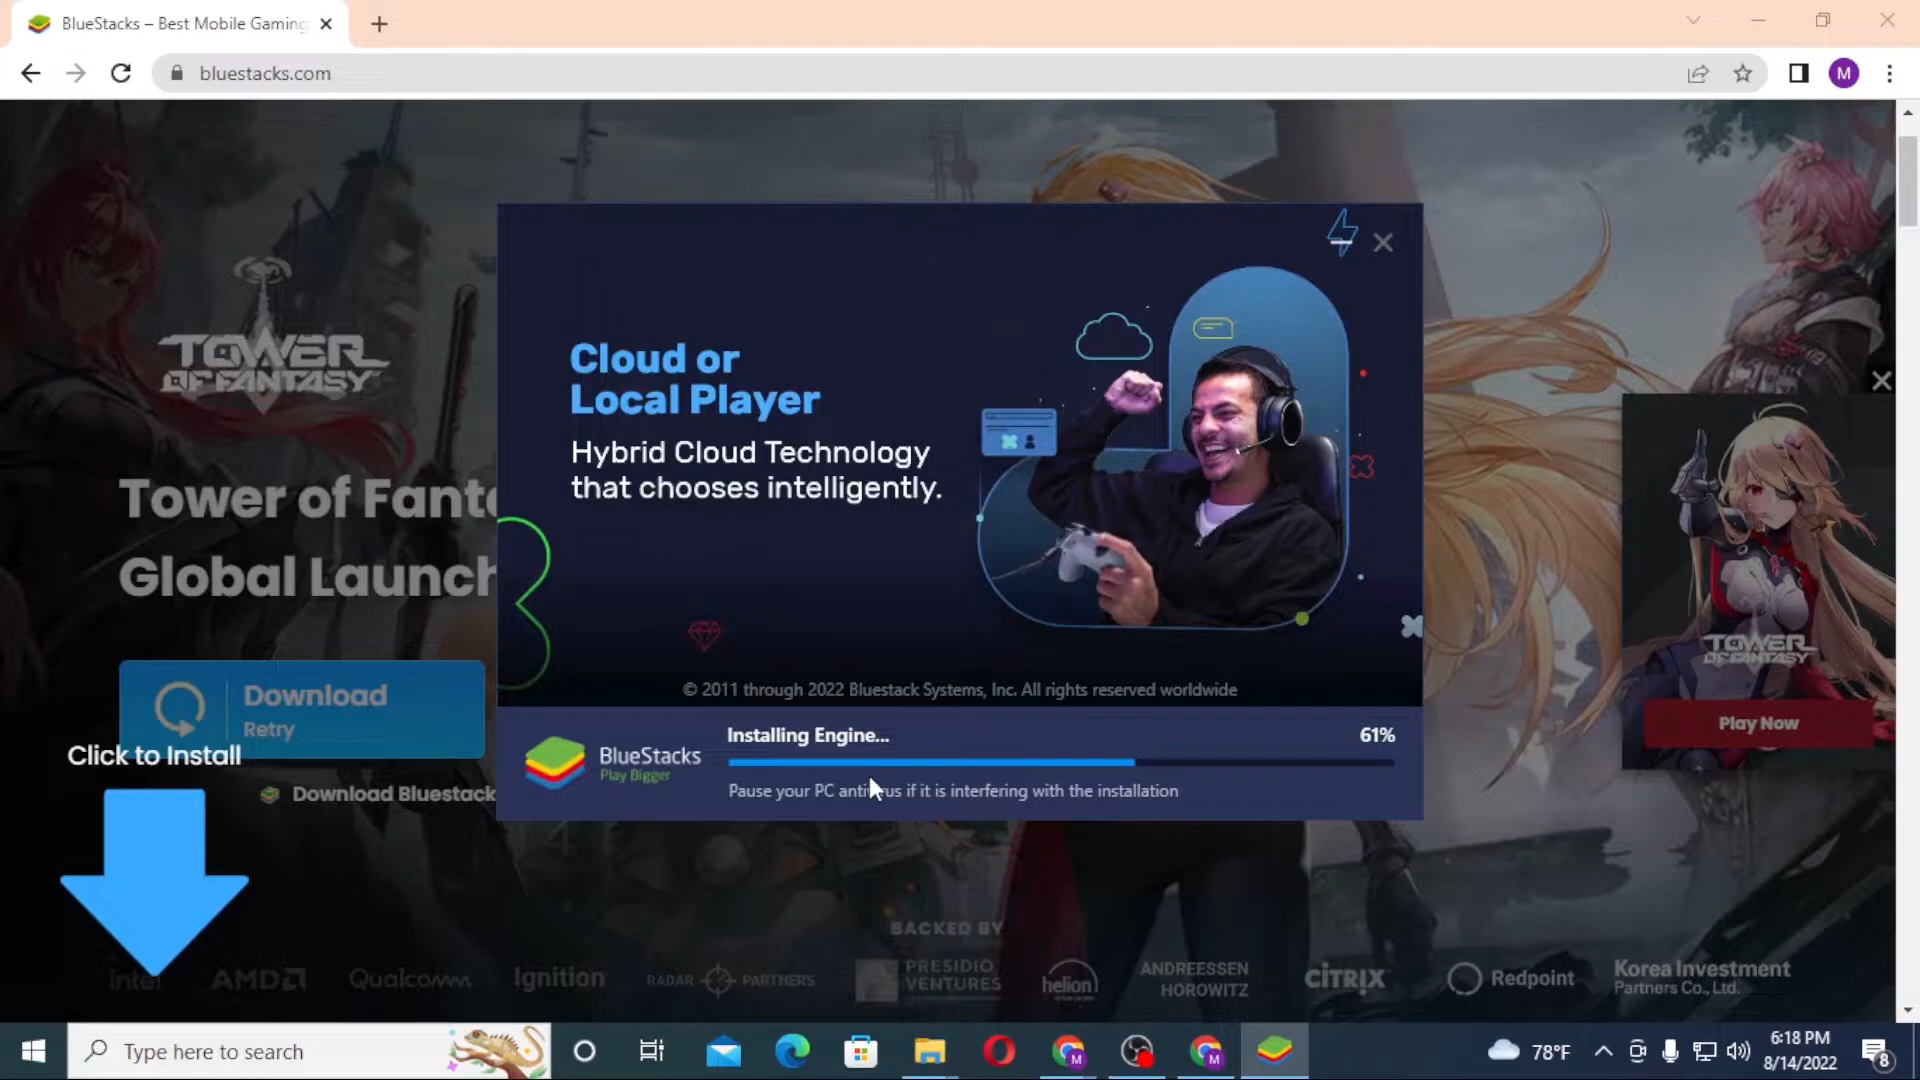 BlueStacks – Best Mobile Gaming
bluestacks.com
M
TOWER
OF FANTASY
Tower of Fant
Global Launch
Download
Retry
Click to Install
Download Bluestack
Cloud or
Local Player
Hybrid Cloud Technology
that chooses intelligently.
© 2011 through 2022 Bluestack Systems, Inc. All rights reserved worldwide
BlueStacks
Play Bigger
Installing Engine...
61%
Pause your PC antivirus if it is interfering with the installation
TOWER
OF FANTASY
Play Now
BACKED BY
intel
AMD
Qualcomm
Ignition
RADAR PARTNERS
PRESIDIO
VENTURES
helion
ANDREESSEN
HOROWITZ
CITRIX
Redpoint
Korea Investment
Partners Co., Ltd.
Type here to search
M
M
78°F
6:18 PM
8/14/2022
8